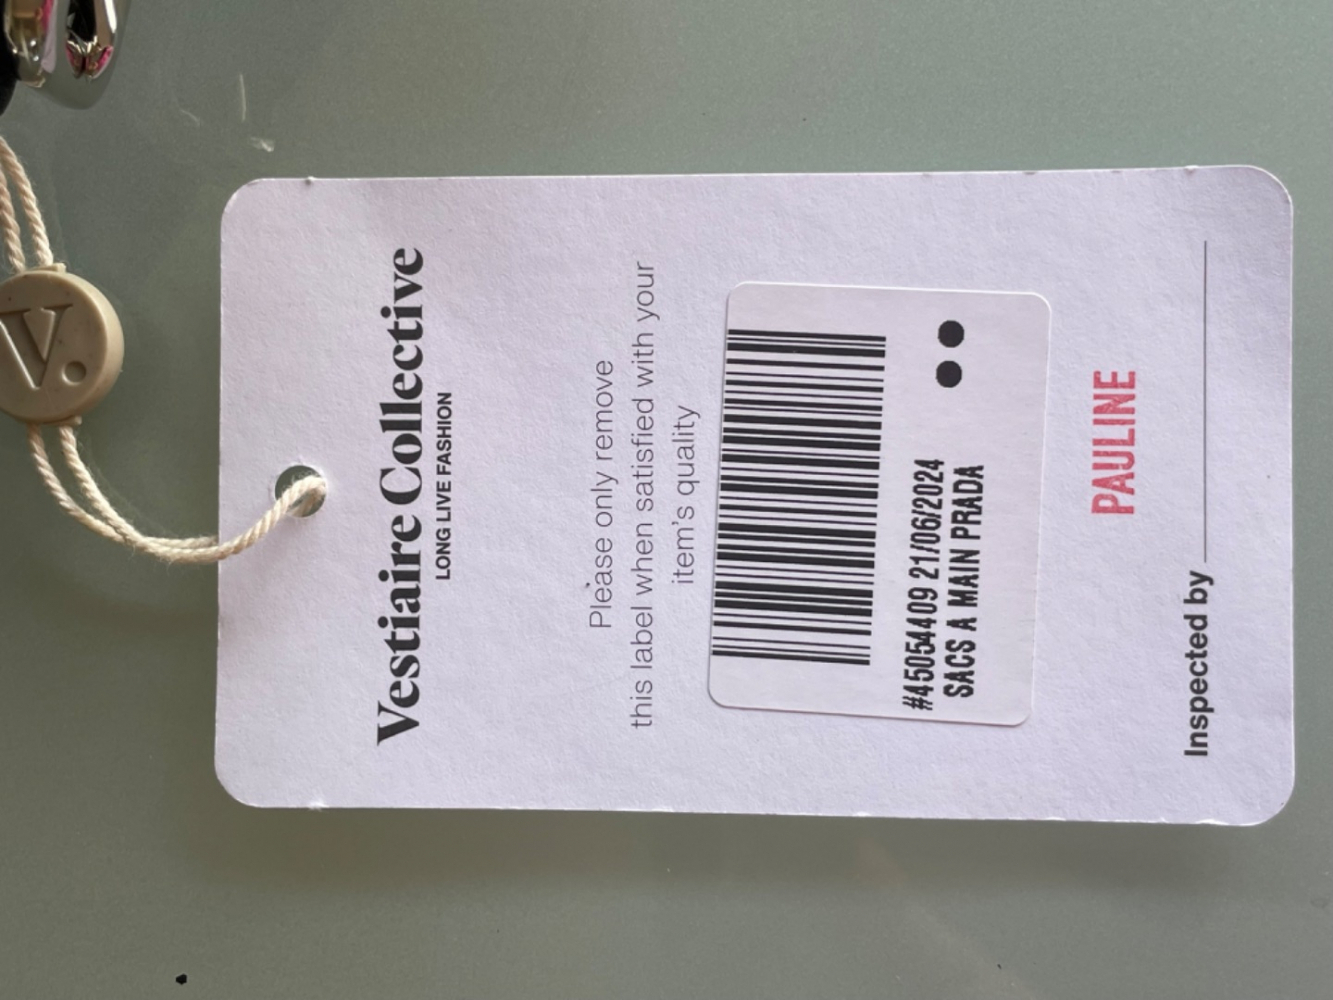 V.
Vestiaire Collective
LONG LIVE FASHION
Please only remove
this label when satisfied with your
item's quality
#45054409 21/06/2024
SACS A MAIN PRADA
PAULINE
Inspected by